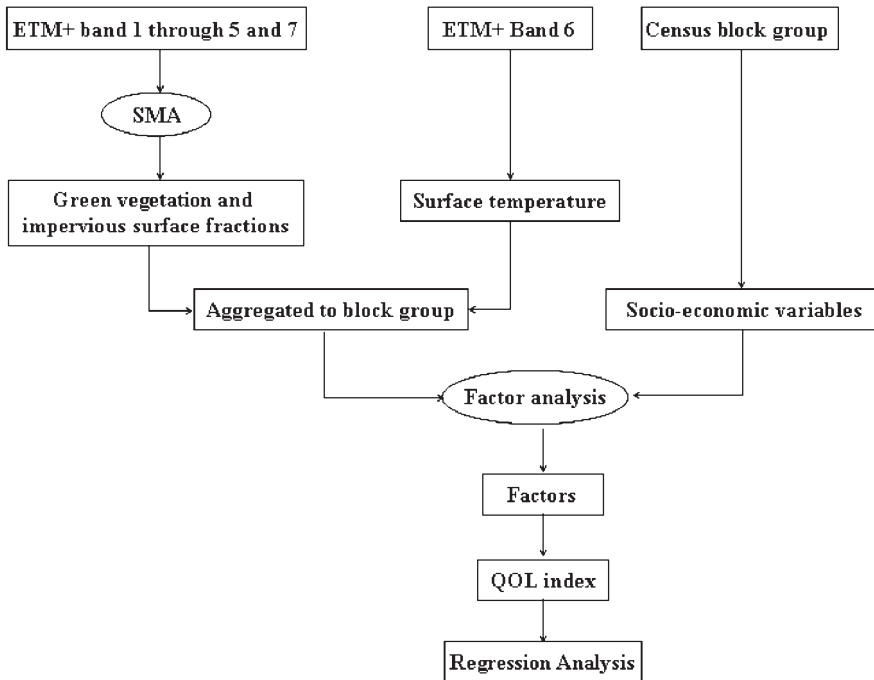 ETM+ band 1 through 5 and 7
ETM+ Band 6
Census block group
SMA
Green vegetation and
impervious surface fractions
Surface temperature
Aggregated to block group
Socio-economic variables
Factor analysis
Factors
QOL index
Regression Analysis